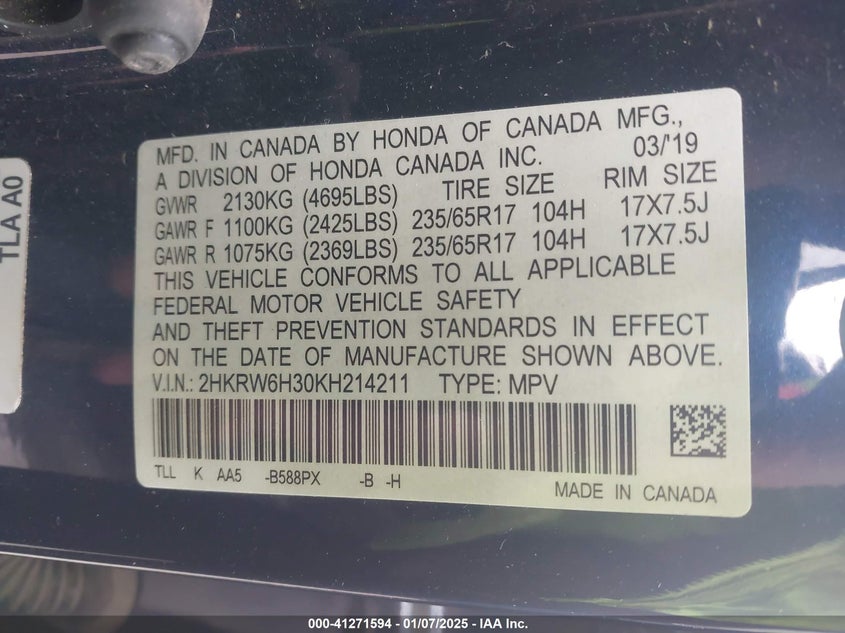 MFD. IN CANADA BY HONDA OF CANADA MFG.,
A DIVISION OF HONDA CANADA INC. 03/'19
GVWR 2130KG (4695LBS) TIRE SIZE RIM SIZE
GAWR F 1100KG (2425LBS) 235/65R17 104H 17X7.5J
GAWR R 1075KG (2369LBS) 235/65R17 104H 17X7.5J
THIS VEHICLE CONFORMS TO ALL APPLICABLE
FEDERAL MOTOR VEHICLE SAFETY
AND THEFT PREVENTION STANDARDS IN EFFECT
ON THE DATE OF MANUFACTURE SHOWN ABOVE.
V.I.N.: 2HKRW6H30KH214211 TYPE: MPV
TLL K AA5 -B588PX -B -H
MADE IN CANADA
TLA A0
000-41271594 - 01/07/2025 - IAA Inc.